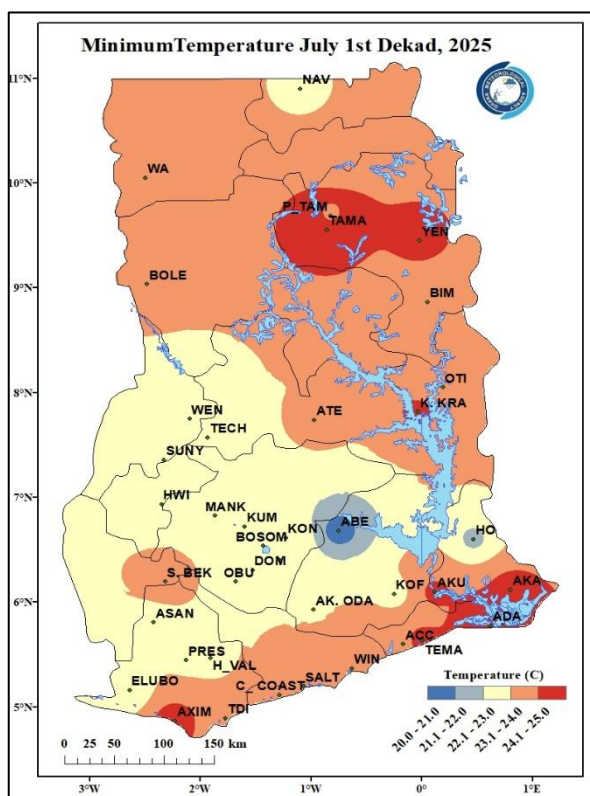 MinimumTemperature July 1st Dekad, 2025
GHANA METEOROLOGICAL AGENCY
11°N
10°N
9°N
8°N
7°N
6°N
5°N
NAV
WA
P_TAM
TAMA
YEN
BOLE
BIM
OTI
K. KRA
ATE
WEN
TECH
SUNY
HWI
MANK
KUM
ABE
KON
BOSOM
HO
DOM
S. BEK
OBU
KOF
AKU
AKA
AK. ODA
ASAN
ADA
ACC
TEMA
PRES
H_VAL
WIN
ELUBO
C_COAST
SALT
AXIM
TDI
Temperature (C)
20.0 -21.0
21.1 -22.0
22.1 -23.0
23.1 -24.0
24.1 -25.0
0 25 50 100 150
km
3°W 2°W 1°W 0° 1°E